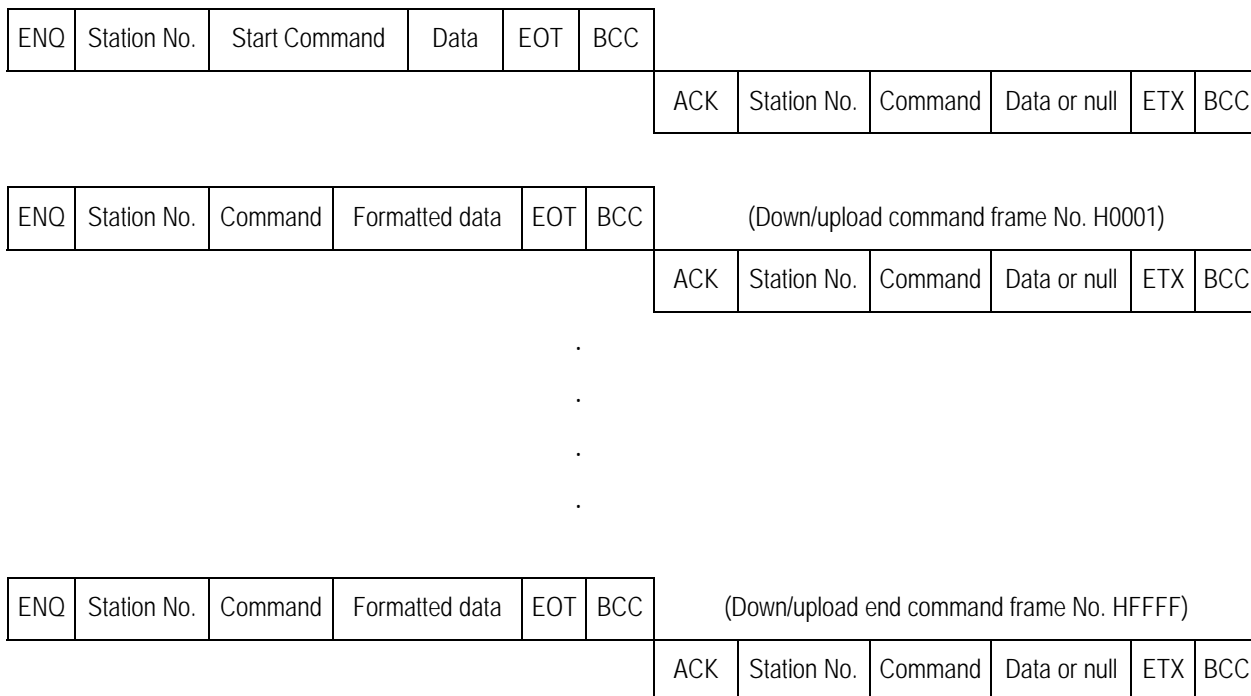 ENQ Station No. Start Command Data EOT BCC
ACK Station No. Command Data or null ETX BCC
ENQ Station No. Command Formatted data EOT BCC (Down/upload command frame No. H0001)
ACK Station No. Command Data or null ETX BCC
.
.
.
.
ENQ Station No. Command Formatted data EOT BCC (Down/upload end command frame No. HFFFF)
ACK Station No. Command Data or null ETX BCC